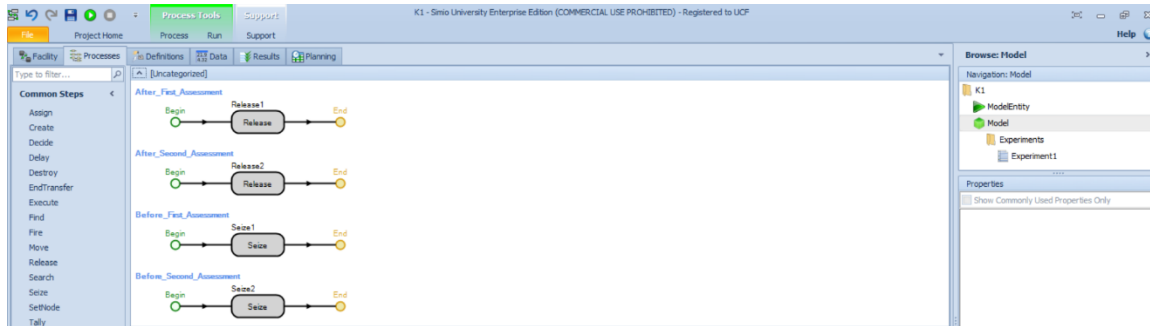 Process Tools Support K1 - Simio University Enterprise Edition (COMMERCIAL USE PROHIBITED) - Registered to UCF
File Project Home Process Run Support Help
Facility Processes Definitions Data Results Planning
Type to filter...
Common Steps
Assign
Create
Decide
Delay
Destroy
EndTransfer
Execute
Find
Fire
Move
Release
Search
Seize
SetNode
Tally
[Uncategorized]
After_First_Assessment
Begin Release1 End
Release
After_Second_Assessment
Begin Release2 End
Release
Before_First_Assessment
Begin Seize1 End
Seize
Before_Second_Assessment
Begin Seize2 End
Seize
Browse: Model
Navigation: Model
K1
ModelEntity
Model
Experiments
Experiment1
Properties
Show Commonly Used Properties Only